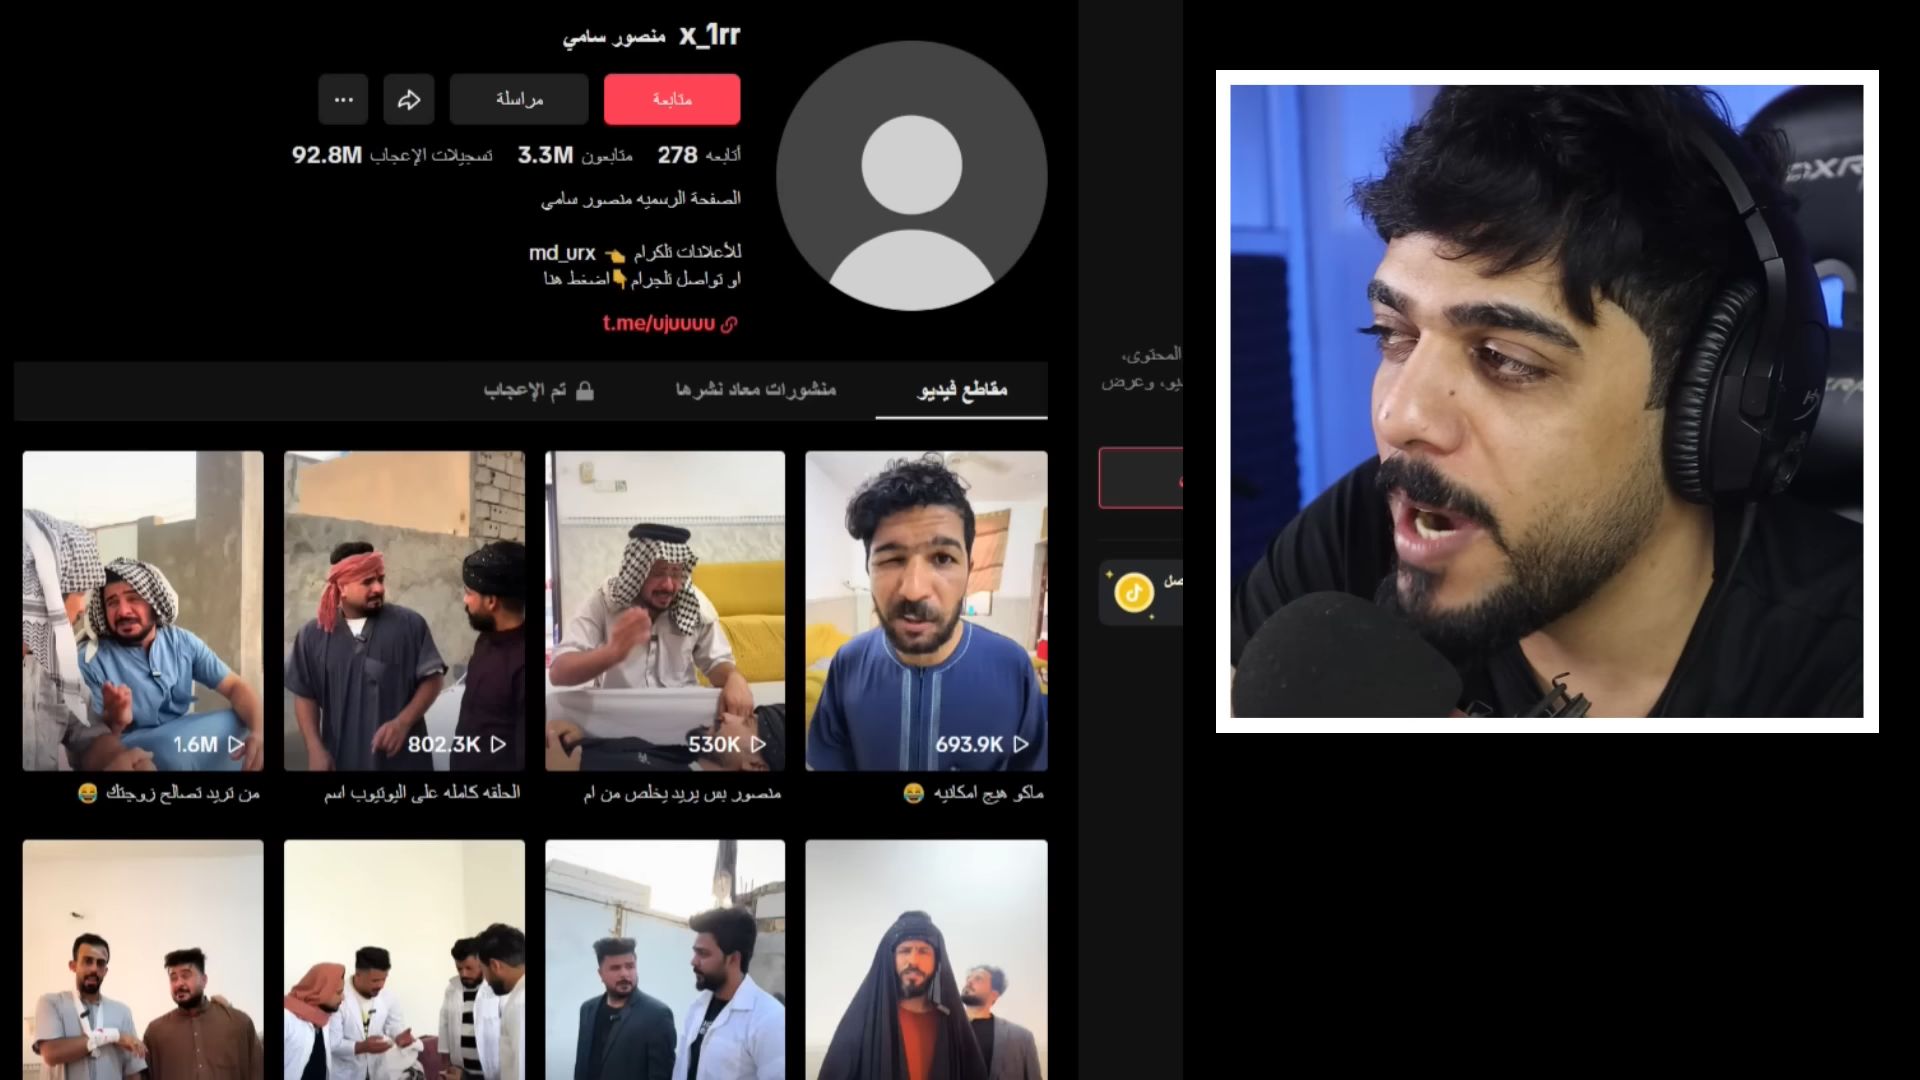 x_1rr منصور سامي
متابعة
مراسلة
أتابعه 278 متابعون 3.3M تسجيلات الإعجاب 92.8M
الصفحة الرسميه منصور سامي
للأعلانات تلكرام 👈 md_urx
او تواصل تلجرام👇اضغط هنا
t.me/ujuuuu
مقاطع فيديو
منشورات معاد نشرها
تم الإعجاب
المحتوى،
وعرض
693.9K
530K
802.3K
1.6M
ماكو هيج امكانيه 😂
منصور بس يريد يخلص من ام
الحلقه كامله على اليوتيوب اسم
من تريد تصالح زوجتك 😂